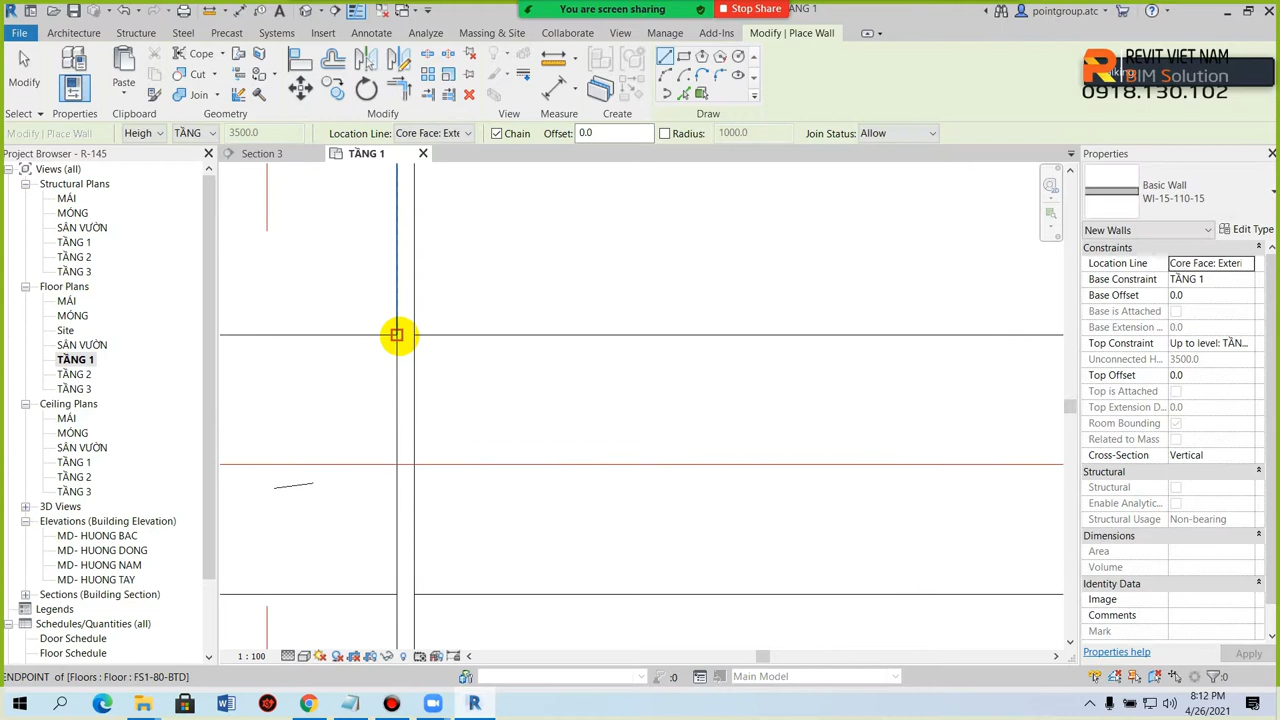 You are screen sharing
Stop Share
TẦNG 1
pointgroup.atc
File
Architecture
Structure
Steel
Precast
Systems
Insert
Annotate
Analyze
Massing & Site
Collaborate
View
Manage
Add-Ins
Modify | Place Wall
REVIT VIET NAM
BIM Solution
0918.130.102
Modify
Properties
Paste
Cope
Cut
Join
Select
Properties
Clipboard
Geometry
Modify
View
Measure
Create
Draw
Modify | Place Wall
Heigh
TẦNG
3500.0
Location Line:
Core Face: Exte
Chain
Offset:
0.0
Radius:
1000.0
Join Status:
Allow
Project Browser - R-145
Section 3
TẦNG 1
Properties
Views (all)
Structural Plans
MÁI
MÓNG
SÂN VƯỜN
TẦNG 1
TẦNG 2
TẦNG 3
Floor Plans
MÁI
MÓNG
Site
SÂN VƯỜN
TẦNG 1
TẦNG 2
TẦNG 3
Ceiling Plans
MÁI
MÓNG
SÂN VƯỜN
TẦNG 1
TẦNG 2
TẦNG 3
3D Views
Elevations (Building Elevation)
MD- HUONG BAC
MD- HUONG DONG
MD- HUONG NAM
MD- HUONG TAY
Sections (Building Section)
Legends
Schedules/Quantities (all)
Door Schedule
Floor Schedule
Basic Wall
WI-15-110-15
New Walls
Edit Type
Constraints
Location Line
Core Face: Exteri
Base Constraint
TẦNG 1
Base Offset
0.0
Base is Attached
Base Extension
0.0
Top Constraint
Up to level: TẦN...
Unconnected H...
3500.0
Top Offset
0.0
Top is Attached
Top Extension D...
0.0
Room Bounding
Related to Mass
Cross-Section
Vertical
Structural
Structural
Enable Analytic...
Structural Usage
Non-bearing
Dimensions
Area
Volume
Identity Data
Image
Comments
Mark
Properties help
Apply
1 : 100
ENDPOINT of [Floors : Floor : FS1-80-BTD]
:0
Main Model
:0
8:12 PM
4/26/2021